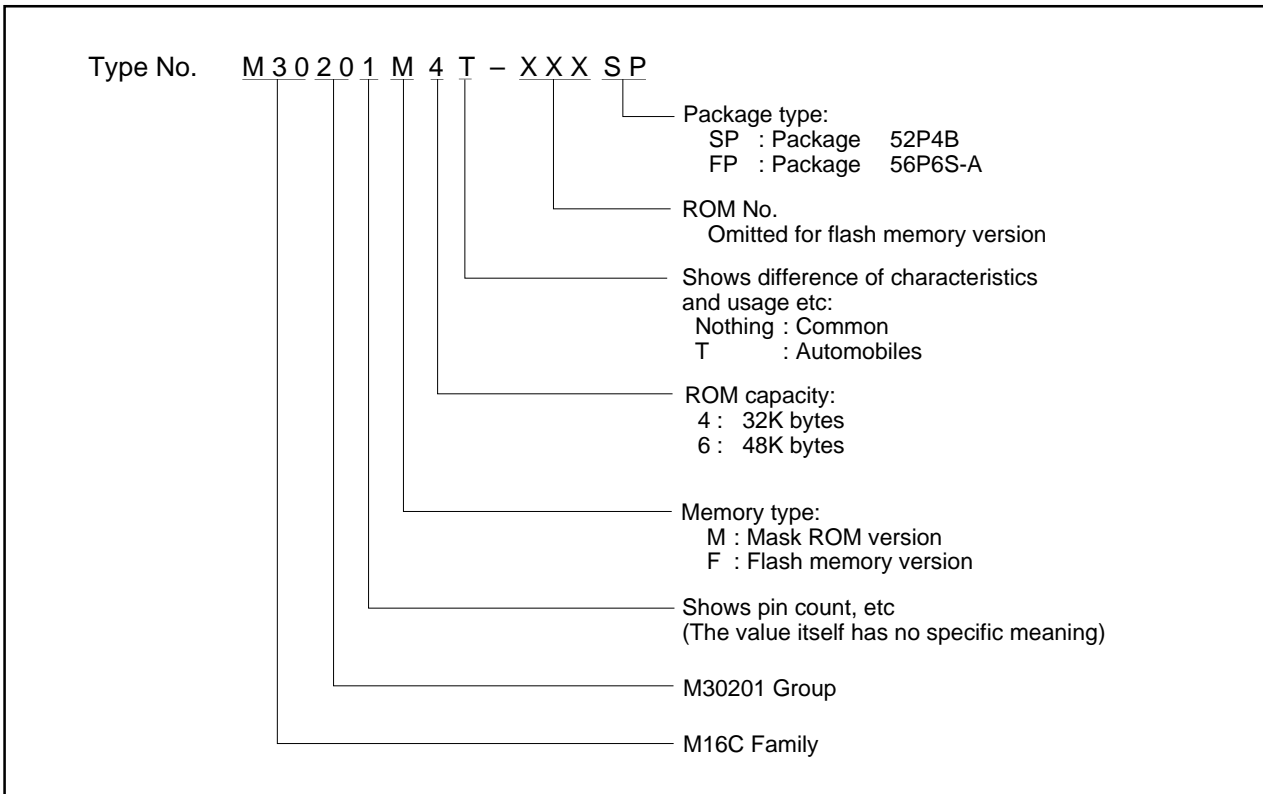 Type No. M 3 0 2 0 1 M 4 T – X X X S P
Package type:
SP : Package 52P4B
FP : Package 56P6S-A
ROM No.
Omitted for flash memory version
Shows difference of characteristics
and usage etc:
Nothing : Common
T : Automobiles
ROM capacity:
4 : 32K bytes
6 : 48K bytes
Memory type:
M : Mask ROM version
F : Flash memory version
Shows pin count, etc
(The value itself has no specific meaning)
M30201 Group
M16C Family